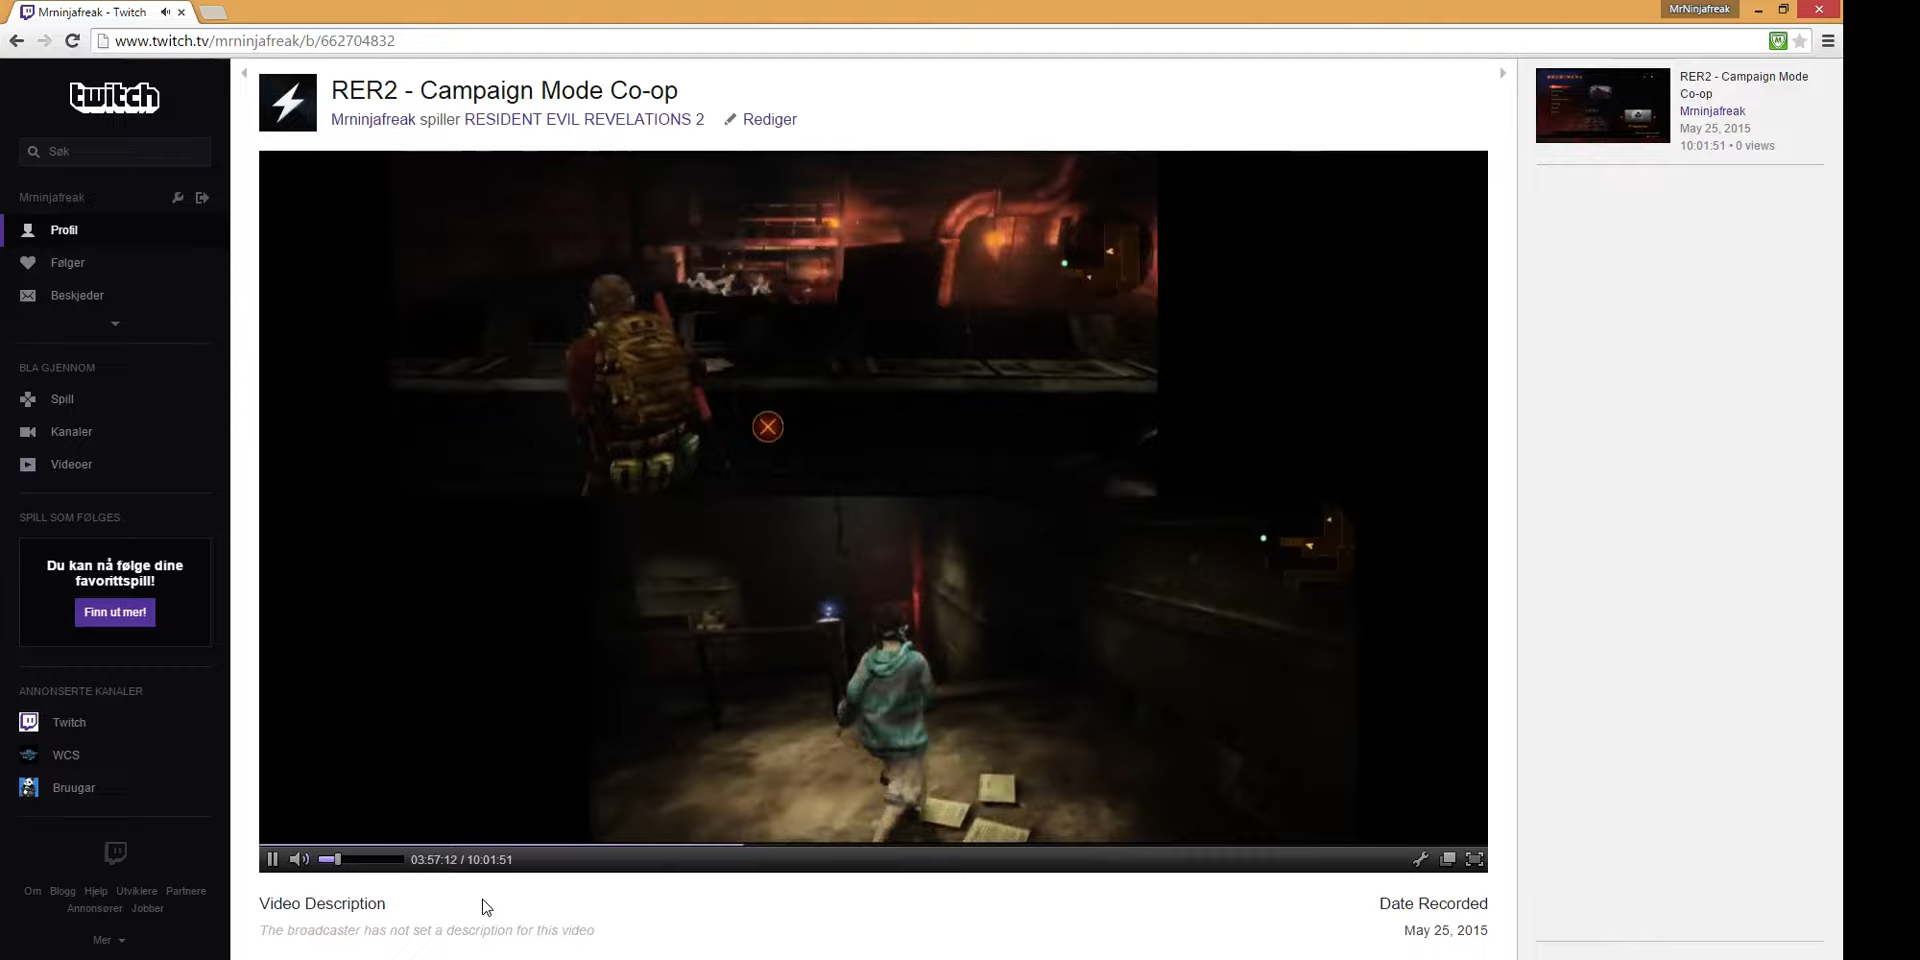 Mrninjafreak - Twitch
MrNinjafreak
www.twitch.tv/mrninjafreak/b/662704832
twitch
Søk
Mrninjafreak
Profil
Følger
Beskjeder
BLA GJENNOM
Spill
Kanaler
Videoer
SPILL SOM FØLGES
Du kan nå følge dine
favorittspill!
Finn ut mer!
ANNONSERTE KANALER
Twitch
WCS
Bruugar
Om Blogg Hjelp Utviklere Partnere
Annonsører Jobber
Mer
RER2 - Campaign Mode Co-op
Mrninjafreak spiller RESIDENT EVIL REVELATIONS 2 Rediger
03:57:12 / 10:01:51
Video Description
The broadcaster has not set a description for this video
Date Recorded
May 25, 2015
RER2 - Campaign Mode
Co-op
Mrninjafreak
May 25, 2015
10:01:51 • 0 views